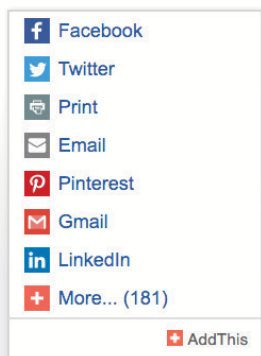 Facebook
Twitter
Print
Email
Pinterest
Gmail
LinkedIn
More... (181)
AddThis